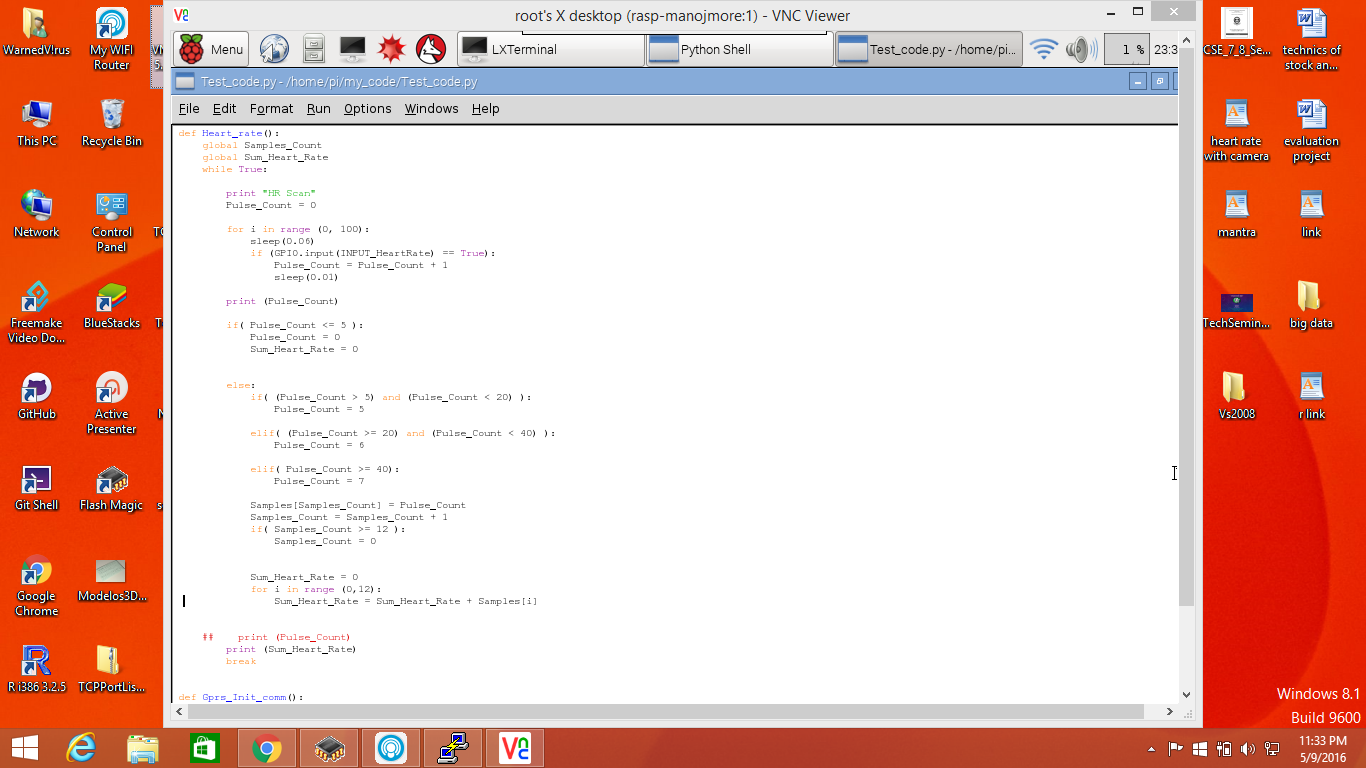 root's X desktop (rasp-manojmore:1) - VNC Viewer
Menu
LXTerminal
Python Shell
Test_code.py - /home/pi...
1 %
Test_code.py - /home/pi/my_code/Test_code.py
File Edit Format Run Options Windows Help
def Heart_rate():
    global Samples_Count
    global Sum_Heart_Rate
    while True:
        print "HR Scan"
        Pulse_Count = 0
        for i in range (0, 100):
            sleep(0.06)
            if (GPIO.input(INPUT_HeartRate) == True):
                Pulse_Count = Pulse_Count + 1
                sleep(0.01)
        print (Pulse_Count)
        if( Pulse_Count <= 5 ):
            Pulse_Count = 0
            Sum_Heart_Rate = 0
        else:
            if( (Pulse_Count > 5) and (Pulse_Count < 20) ):
                Pulse_Count = 5
            elif( (Pulse_Count >= 20) and (Pulse_Count < 40) ):
                Pulse_Count = 6
            elif( Pulse_Count >= 40):
                Pulse_Count = 7
            Samples[Samples_Count] = Pulse_Count
            Samples_Count = Samples_Count + 1
            if( Samples_Count >= 12 ):
                Samples_Count = 0
            Sum_Heart_Rate = 0
            for i in range (0,12):
                Sum_Heart_Rate = Sum_Heart_Rate + Samples[i]
    ##    print (Pulse_Count)
        print (Sum_Heart_Rate)
        break
def Gprs_Init_comm():
WarnedV!rus
My WIFI
Router
This PC
Recycle Bin
Network
Control
Panel
Freemake
Video Do...
BlueStacks
GitHub
Active
Presenter
Git Shell
Flash Magic
Google
Chrome
Modelos3D...
R i386 3.2.5
TCPPortLis...
CSE_7_8_Se...
technics of
stock an...
heart rate
with camera
evaluation
project
mantra
link
TechSemin...
big data
Vs2008
r link
Windows 8.1
Build 9600
11:33 PM
5/9/2016